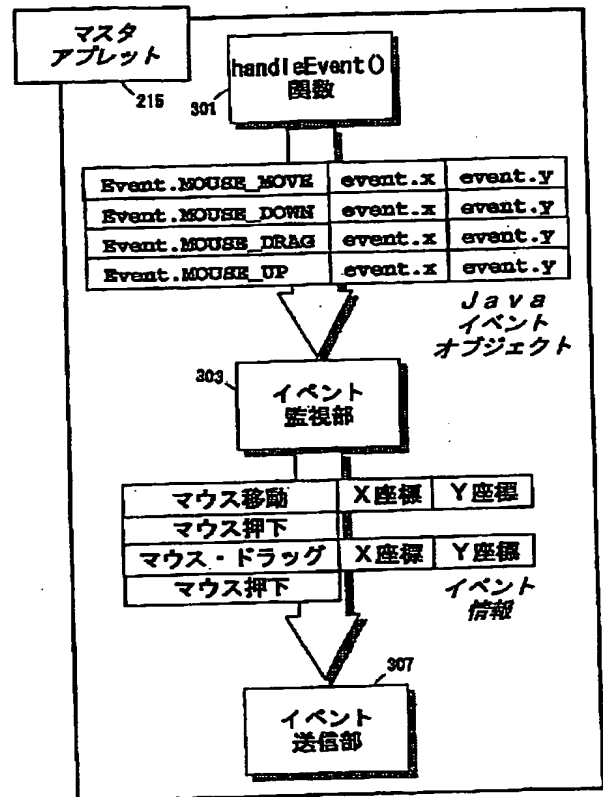 マスタ
アプレット
215
handleEvent()
関数
301
Event.MOUSE_MOVE event.x event.y
Event.MOUSE_DOWN event.x event.y
Event.MOUSE_DRAG event.x event.y
Event.MOUSE_UP event.x event.y
Java
イベント
オブジェクト
303
イベント
監視部
マウス移動 X座標 Y座標
マウス押下
マウス・ドラッグ X座標 Y座標
マウス押下
イベント
情報
307
イベント
送信部